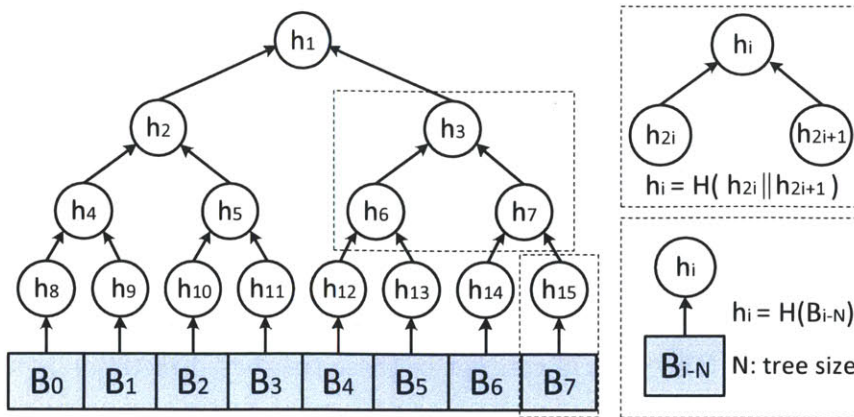 h1
h2
h3
h4
h5
h6
h7
h8
h9
h10
h11
h12
h13
h14
h15
B0
B1
B2
B3
B4
B5
B6
B7
hi
h2i
h2i+1
hi = H( h2i||h2i+1)
hi
hi = H(Bi-N)
Bi-N
N: tree size